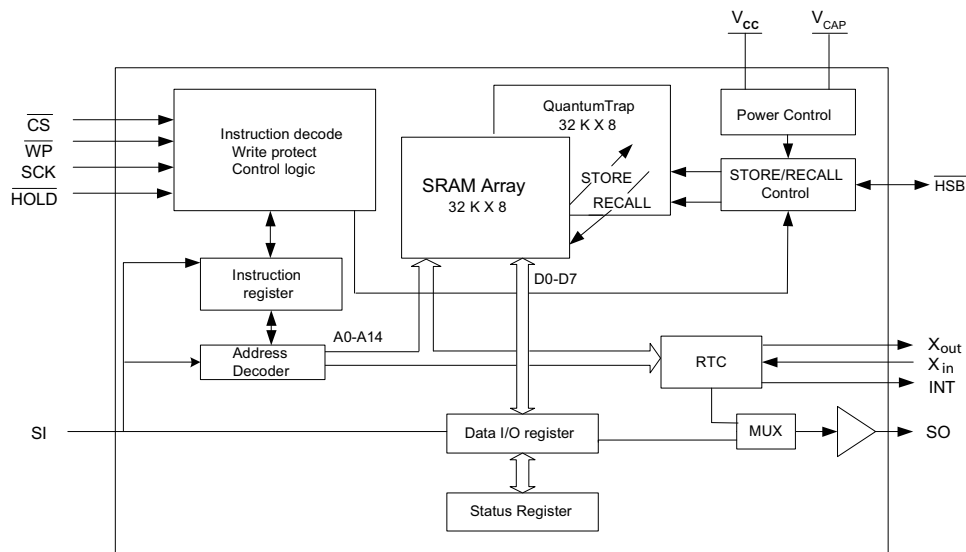 VCC
VCAP
CS
WP
SCK
HOLD
Instruction decode
Write protect
Control logic
QuantumTrap
32 K X 8
Power Control
SRAM Array
32 K X 8
STORE
RECALL
STORE/RECALL
Control
HSB
Instruction
register
D0-D7
A0-A14
Address
Decoder
RTC
Xout
Xin
INT
SI
Data I/O register
MUX
SO
Status Register